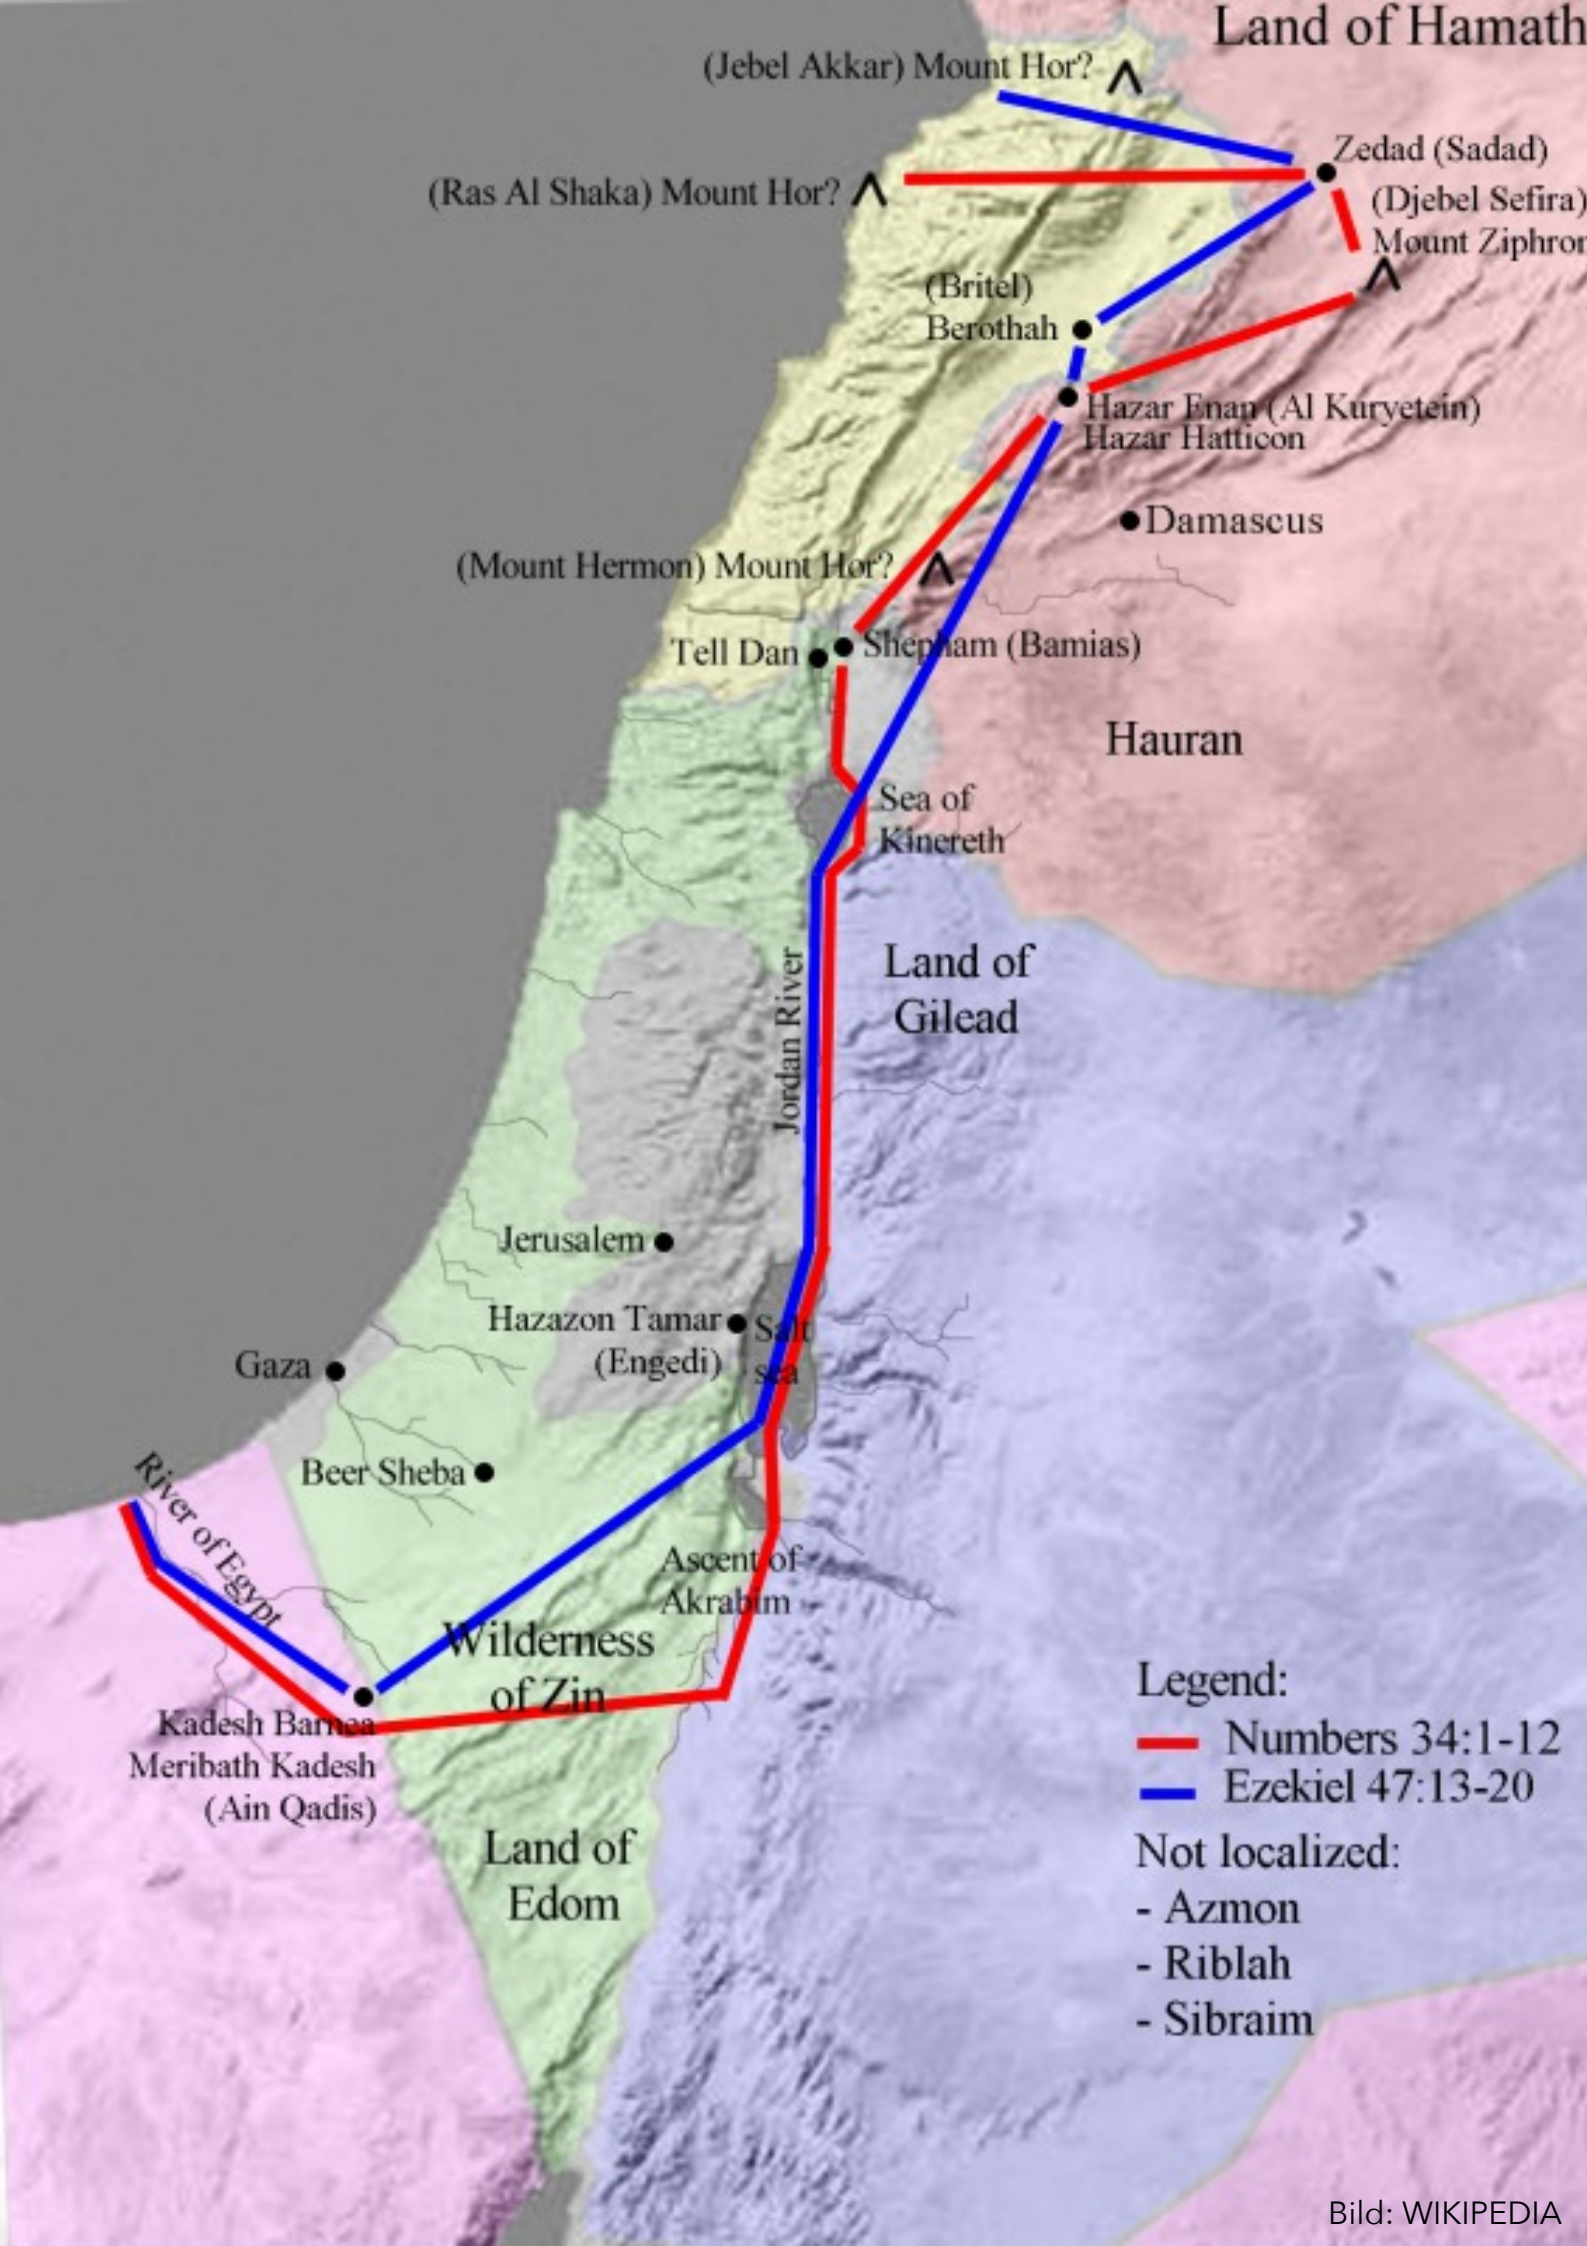 Land of Hamath
(Jebel Akkar) Mount Hor?
Zedad (Sadad)
(Ras Al Shaka) Mount Hor?
(Djebel Sefira)
Mount Ziphron
(Britel)
Berothah
Hazar Enan (Al Kuryetein)
Hazar Hatticon
Damascus
(Mount Hermon) Mount Hor?
Tell Dan
Shepham (Bamias)
Hauran
Sea of
Kinereth
Land of
Gilead
Jordan River
Jerusalem
Hazazon Tamar
(Engedi)
Salt
sea
Gaza
Beer Sheba
River of Egypt
Ascent of
Akrabim
Wilderness
of Zin
Kadesh Barnea
Meribath Kadesh
(Ain Qadis)
Land of
Edom
Legend:
Numbers 34:1-12
Ezekiel 47:13-20
Not localized:
- Azmon
- Riblah
- Sibraim
Bild: WIKIPEDIA